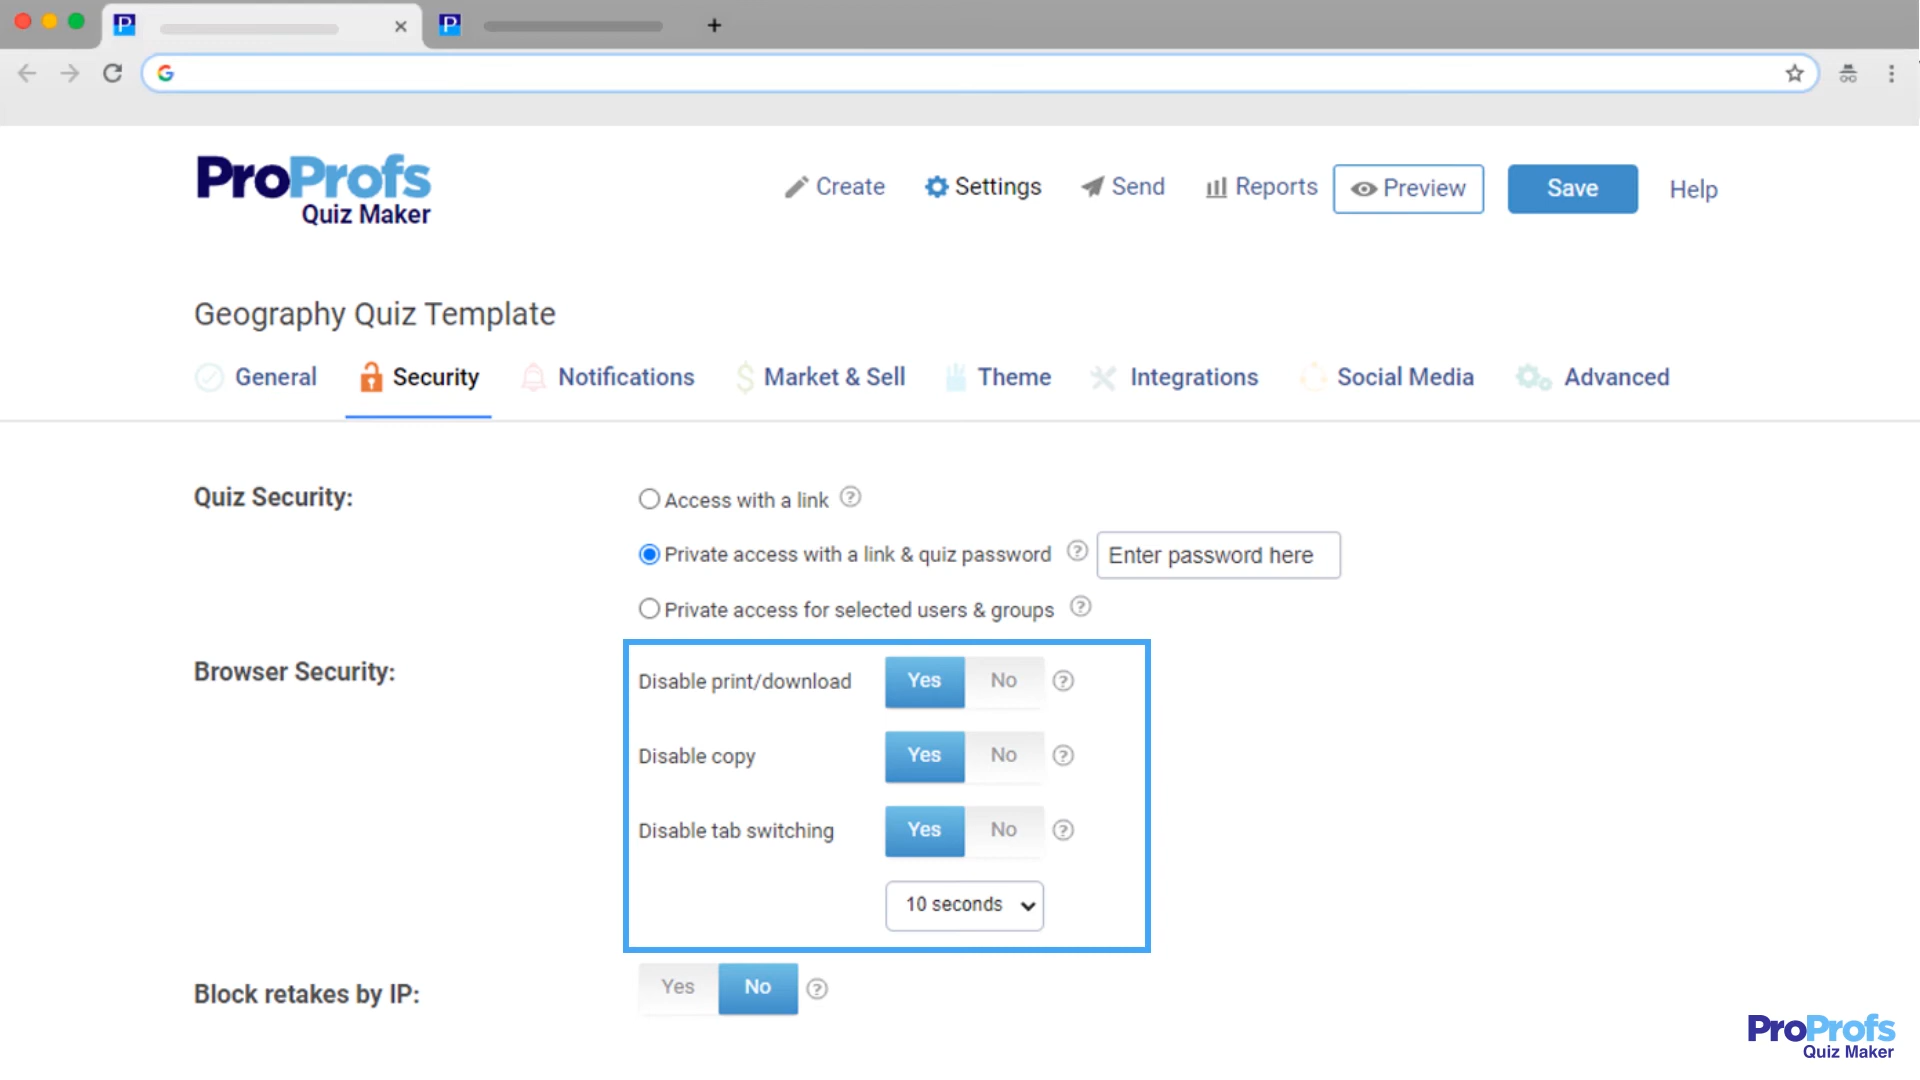 ProProfs
Quiz Maker
Create Settings Send Reports Preview Save Help
Geography Quiz Template
General Security Notifications Market & Sell Theme Integrations Social Media Advanced
Quiz Security:
Access with a link ?
Private access with a link & quiz password ? Enter password here
Private access for selected users & groups ?
Browser Security:
Disable print/download Yes No ?
Disable copy Yes No ?
Disable tab switching Yes No ?
10 seconds
Block retakes by IP: Yes No ?
ProProfs
Quiz Maker